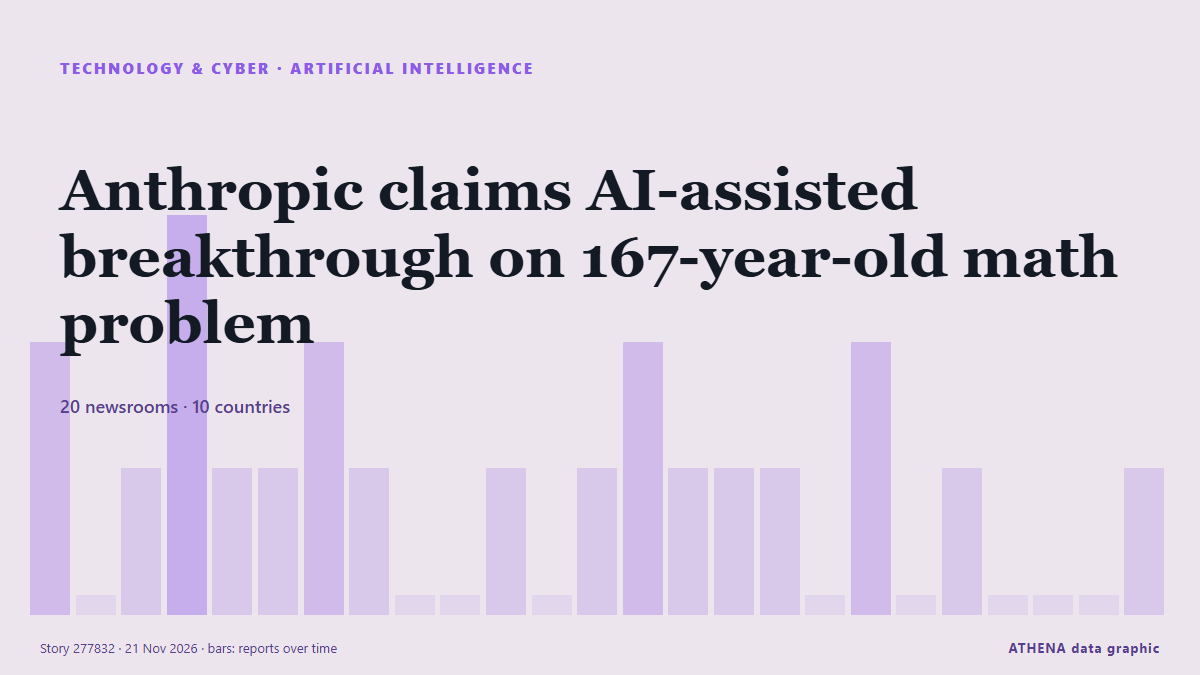 TECHNOLOGY & CYBER · ARTIFICIAL INTELLIGENCE
Anthropic claims AI-assisted
breakthrough on 167-year-old math
problem
20 newsrooms · 10 countries
Story 277832 · 21 Nov 2026 · bars: reports over time
ATHENA data graphic